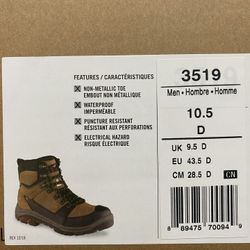 FEATURES / CARACTÉRISTIQUES
NON-METALLIC TOE
EMBOUT NON MÉTALLIQUE
WATERPROOF
IMPERMÉABLE
PUNCTURE RESISTANT
RÉSISTANT AUX PERFORATIONS
ELECTRICAL HAZARD
RISQUE ÉLECTRIQUE
3519
Men • Hombre • Homme
10.5
D
UK 9.5 D
EU 43.5 D
CM 28.5 D CN
8 89475 70094